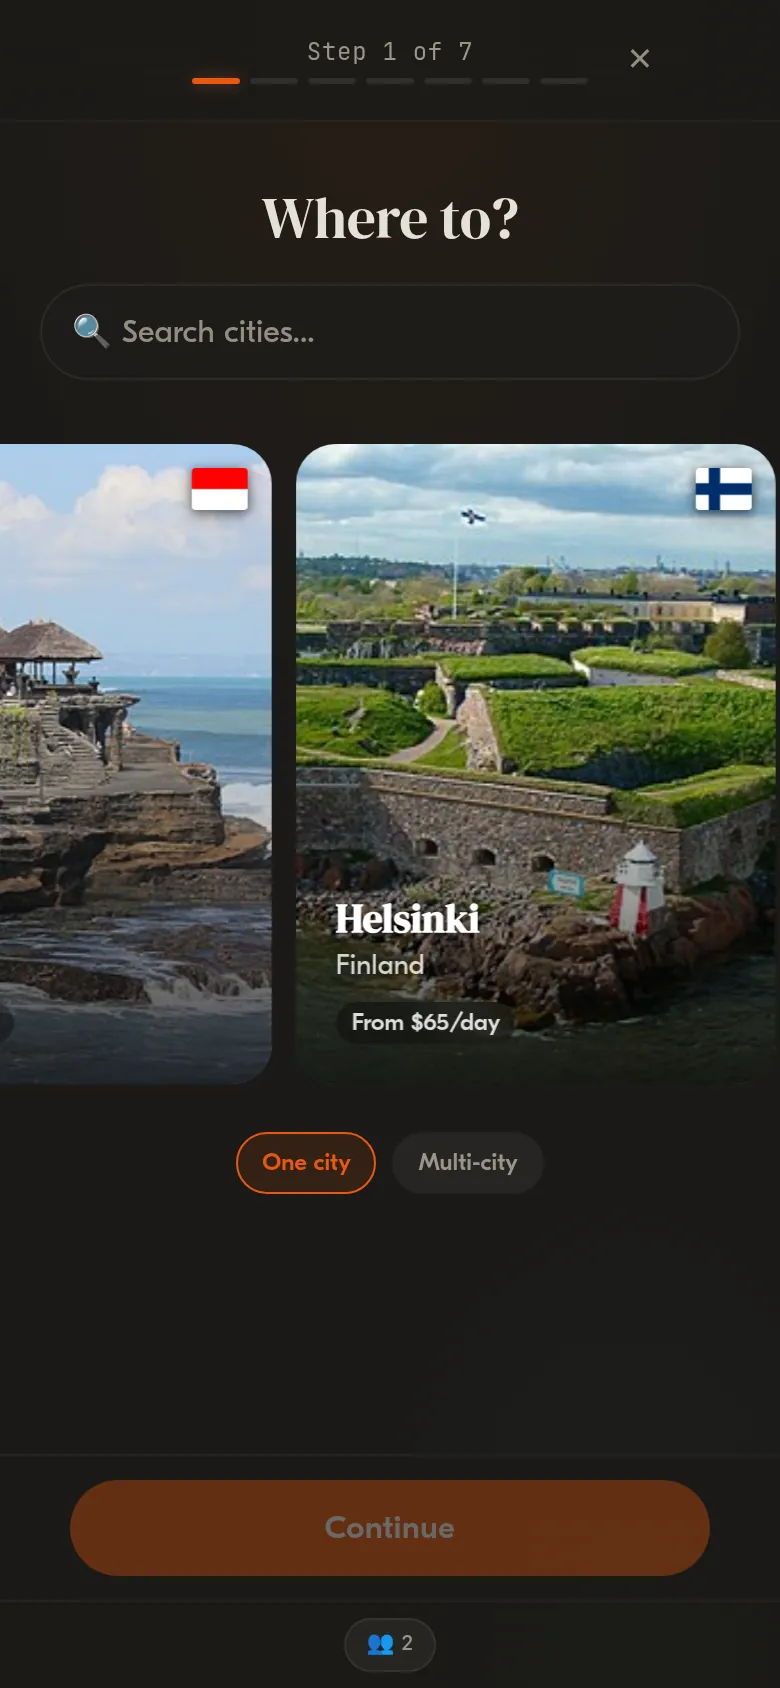 Step 1 of 7
✕
Where to?
Search cities...
Helsinki
Finland
From $65/day
One city
Multi-city
Continue
2